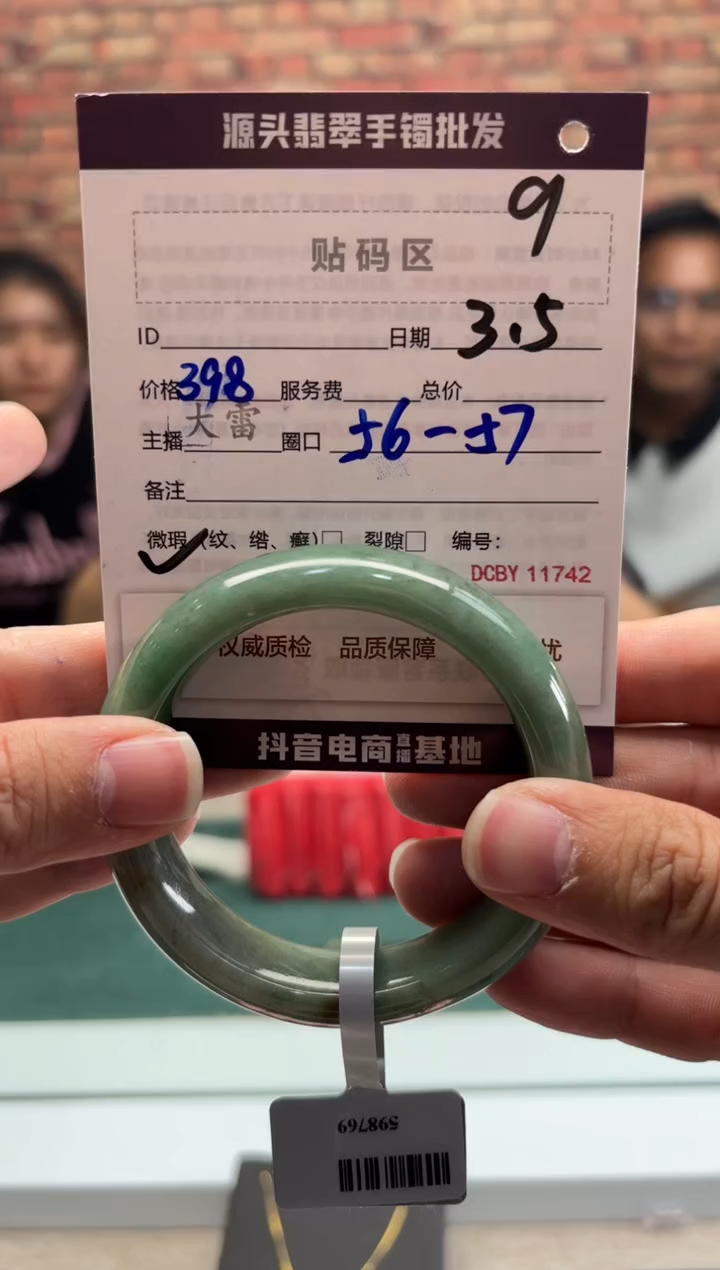 源头翡翠手镯批发
9
贴码区
ID 日期 3.5
价格 398 服务费 总价
主播 大雷 圈口 56-57
备注
微瑕(纹、绺、癣)□ 裂隙□ 编号:
DCBY 11742
权威质检 品质保障 忧
抖音电商直播基地
598769